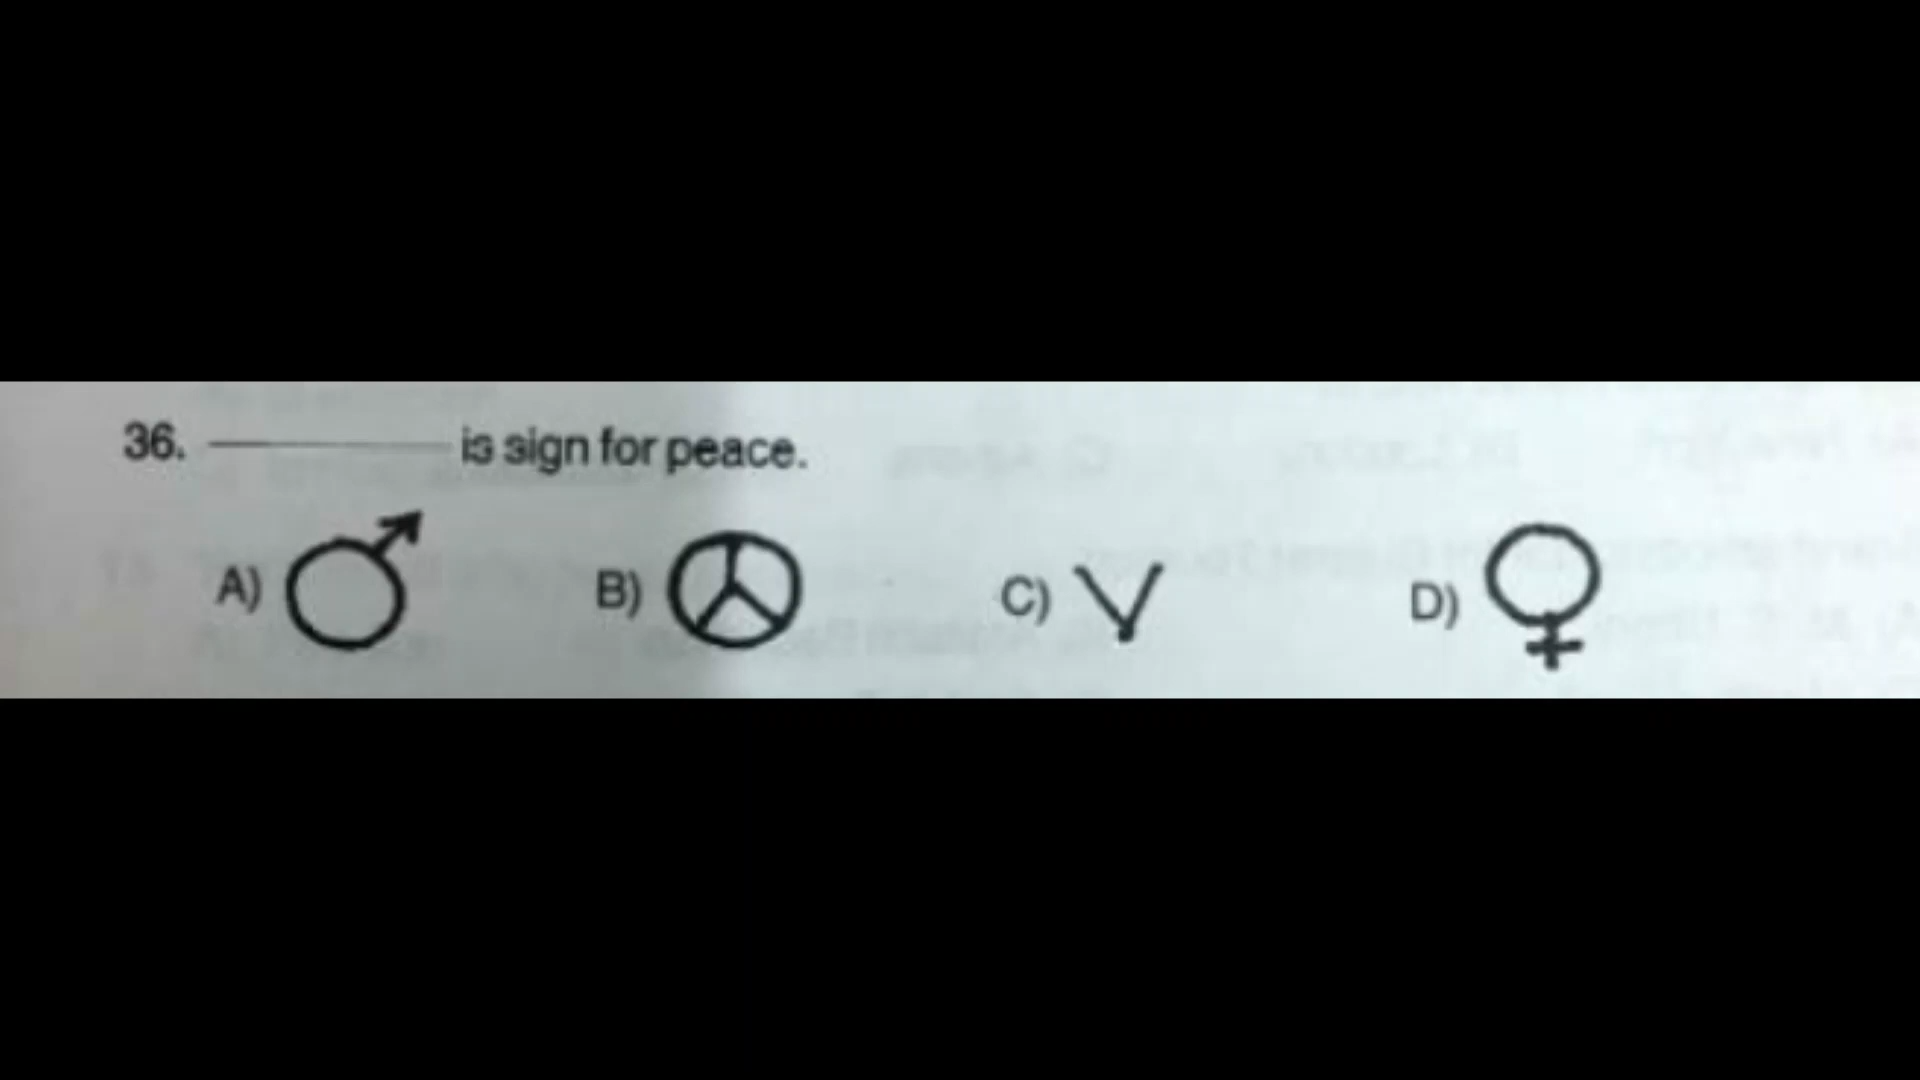 36. ________ is sign for peace.
A) ♂ B) C) V D) ♀